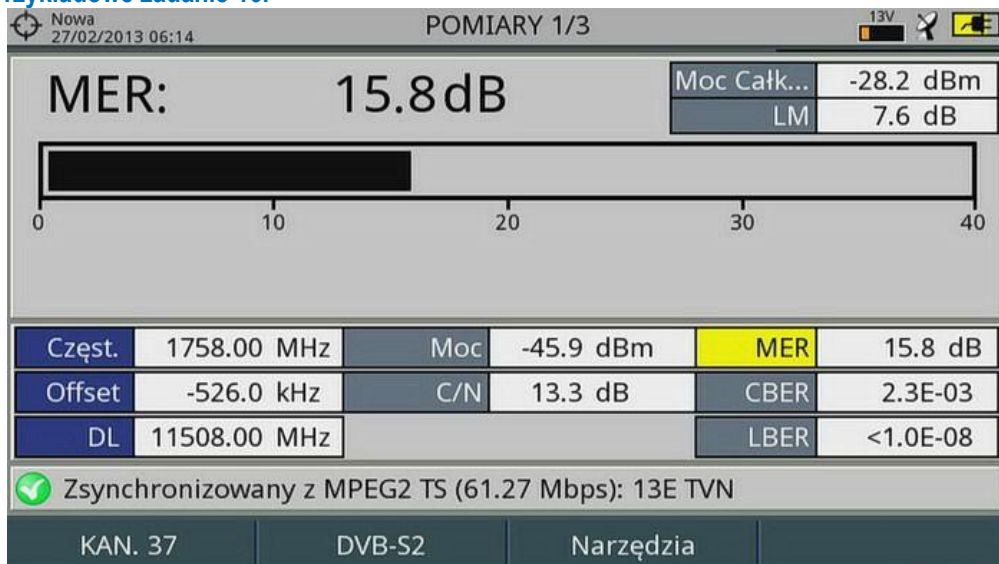 Nowa
27/02/2013 06:14
POMIARY 1/3
13V
MER: 15.8 dB
Moc Całk... -28.2 dBm
LM 7.6 dB
0 10 20 30 40
Częst. 1758.00 MHz Moc -45.9 dBm MER 15.8 dB
Offset -526.0 kHz C/N 13.3 dB CBER 2.3E-03
DL 11508.00 MHz LBER <1.0E-08
Zsynchronizowany z MPEG2 TS (61.27 Mbps): 13E TVN
KAN. 37 DVB-S2 Narzędzia